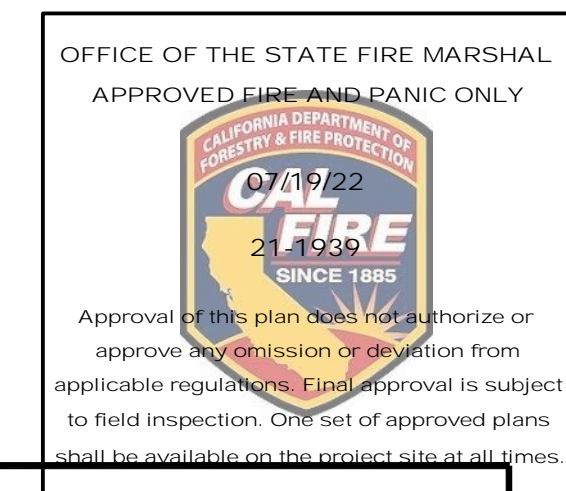 OFFICE OF THE STATE FIRE MARSHAL
APPROVED FIRE AND PANIC ONLY
CALIFORNIA DEPARTMENT OF
FORESTRY & FIRE PROTECTION
07/19/22
CAL
21-1939
FIRE
SINCE 1885
Approval of this plan does not authorize or
approve any omission or deviation from
applicable regulations. Final approval is subject
to field inspection. One set of approved plans
shall be available on the project site at all times.